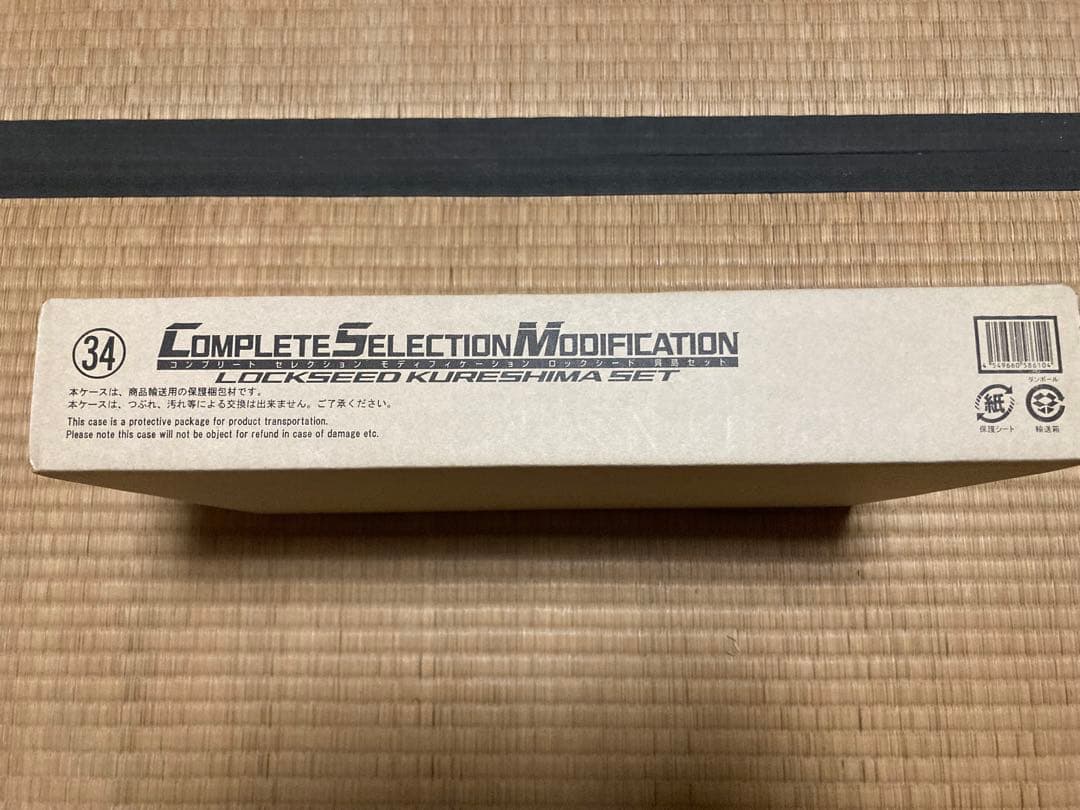 34
COMPLETE SELECTION MODIFICATION
コンプリート セレクション モディフィケーション ロックシード 呉島セット
LOCKSEED KURESHIMA SET
本ケースは、商品輸送用の保護梱包材です。
本ケースは、つぶれ、汚れ等による交換は出来ません。ご了承ください。
This case is a protective package for product transportation.
Please note this case will not be object for refund in case of damage etc.
4 549660 586104
ダンボール
紙
保護シート
輸送箱